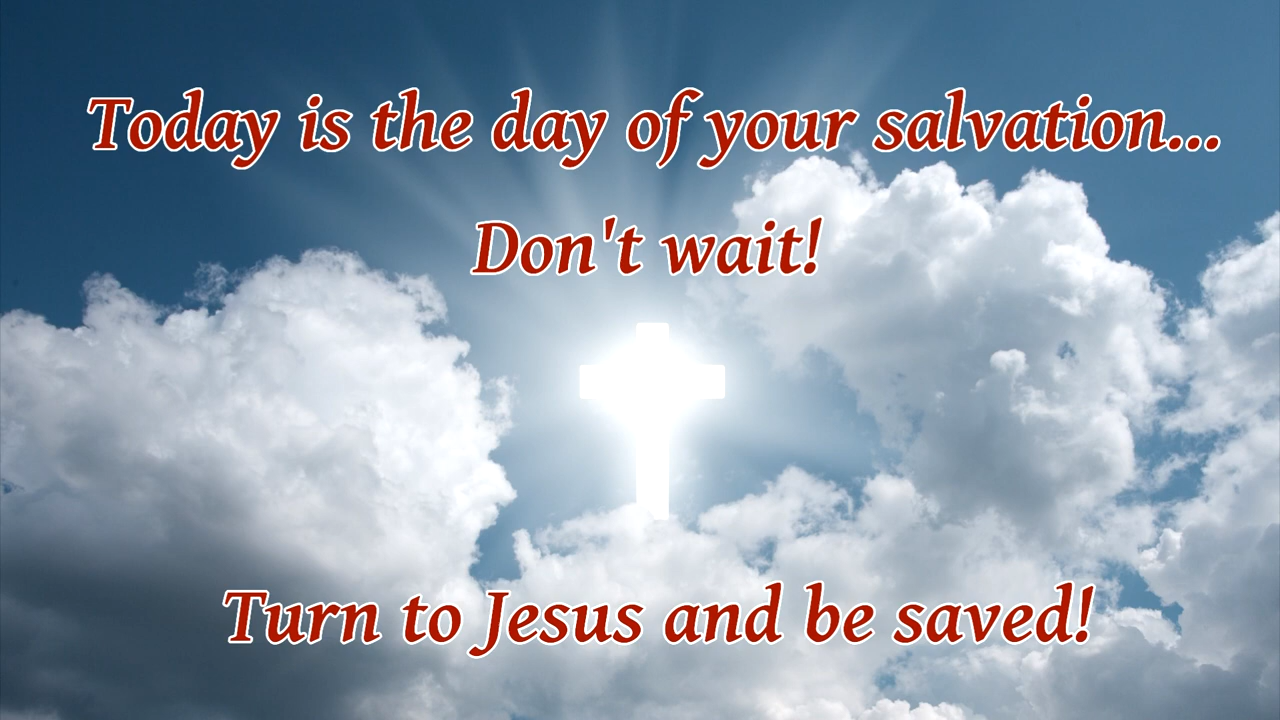 Today is the day of your salvation...
Don't wait!
Turn to Jesus and be saved!